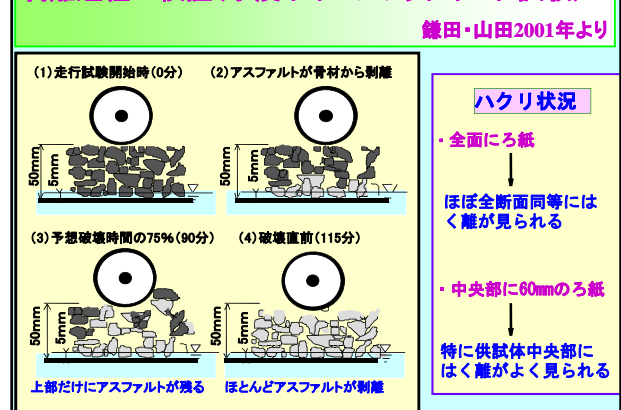 鎌田・山田2001年より
(1)走行試験開始時(0分)
(2)アスファルトが骨材から剥離
50mm
5mm
50mm
5mm
(3)予想破壊時間の75%(90分)
(4)破壊直前(115分)
50mm
5mm
50mm
5mm
上部だけにアスファルトが残る
ほとんどアスファルトが剥離
ハクリ状況
・全面にろ紙
ほぼ全断面同等には
く離が見られる
・中央部に60mmのろ紙
特に供試体中央部に
はく離がよく見られる